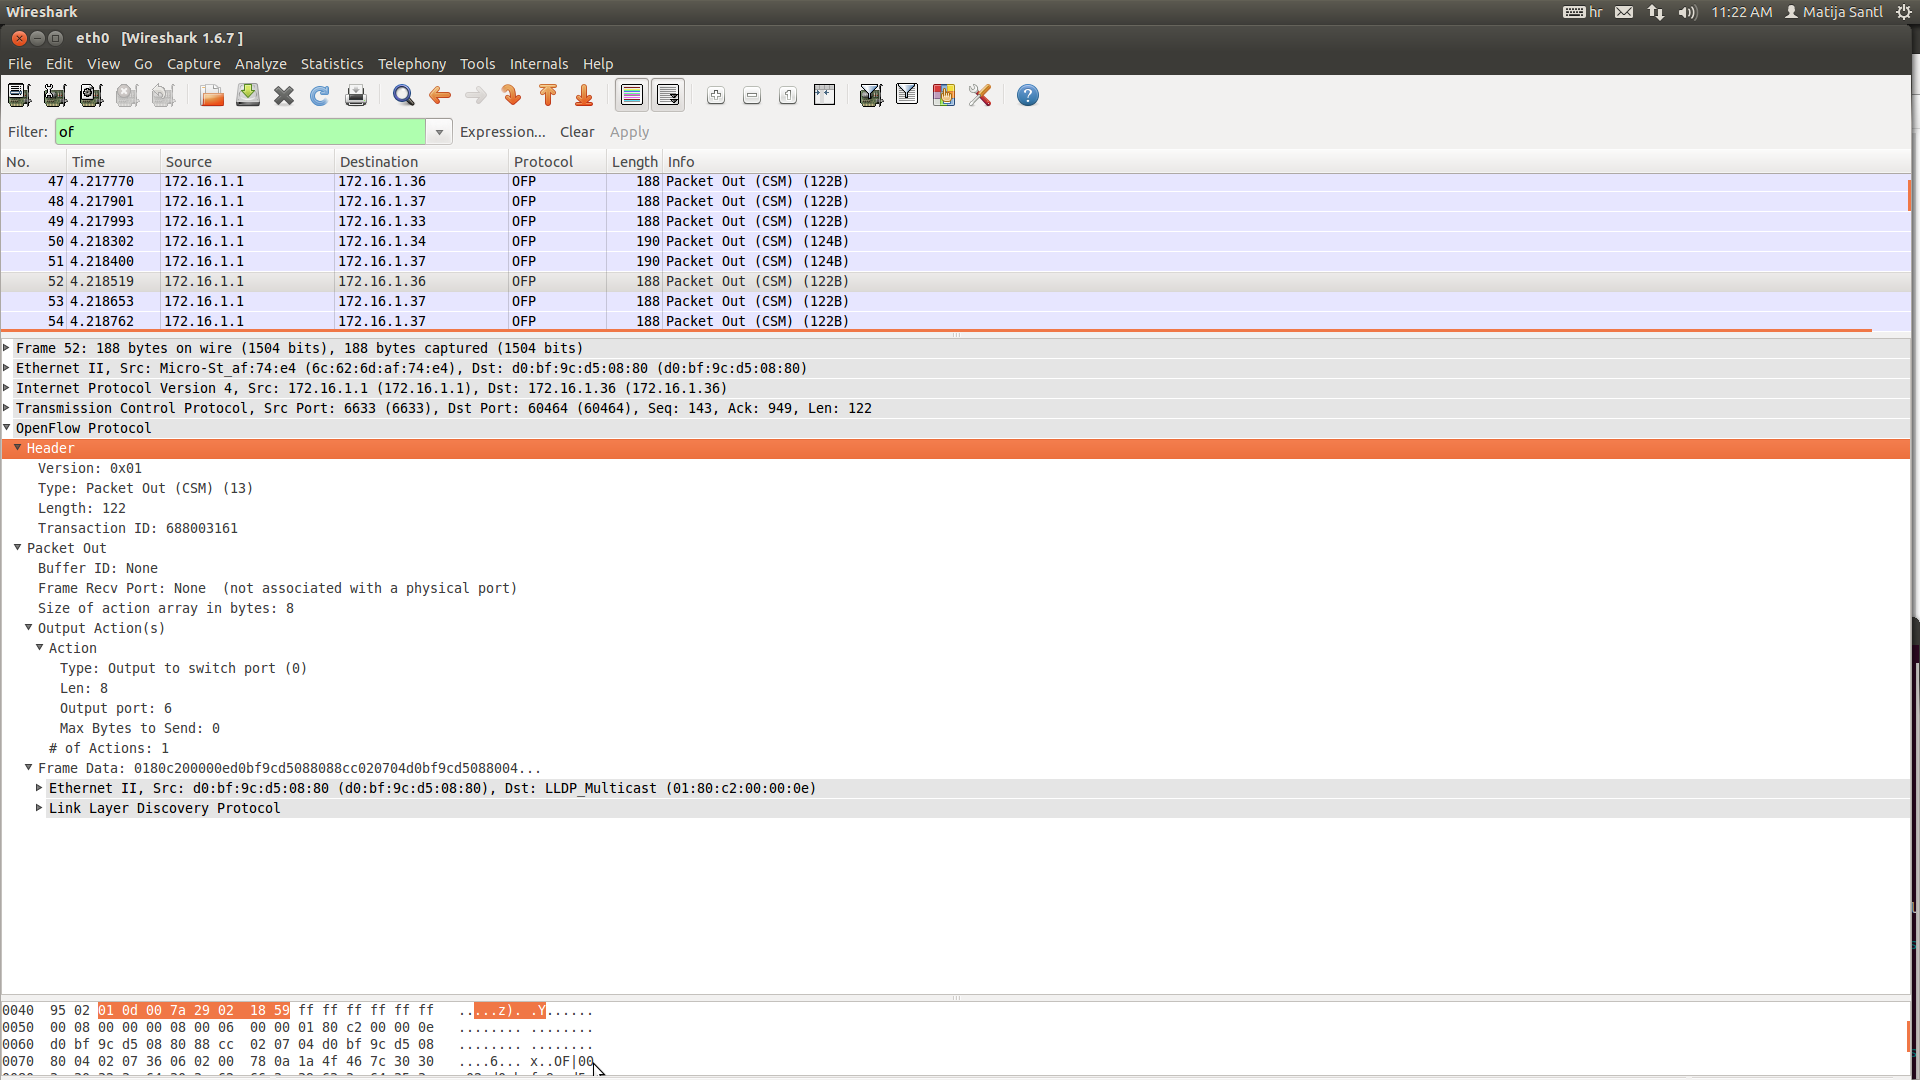 Wireshark hr 11:22 AM Matija Santl
eth0 [Wireshark 1.6.7 ]
File Edit View Go Capture Analyze Statistics Telephony Tools Internals Help
Filter: of Expression... Clear Apply
No. Time Source Destination Protocol Length Info
47 4.217770 172.16.1.1 172.16.1.36 OFP 188 Packet Out (CSM) (122B)
48 4.217901 172.16.1.1 172.16.1.37 OFP 188 Packet Out (CSM) (122B)
49 4.217993 172.16.1.1 172.16.1.33 OFP 188 Packet Out (CSM) (122B)
50 4.218302 172.16.1.1 172.16.1.34 OFP 190 Packet Out (CSM) (124B)
51 4.218400 172.16.1.1 172.16.1.37 OFP 190 Packet Out (CSM) (124B)
52 4.218519 172.16.1.1 172.16.1.36 OFP 188 Packet Out (CSM) (122B)
53 4.218653 172.16.1.1 172.16.1.37 OFP 188 Packet Out (CSM) (122B)
54 4.218762 172.16.1.1 172.16.1.37 OFP 188 Packet Out (CSM) (122B)
Frame 52: 188 bytes on wire (1504 bits), 188 bytes captured (1504 bits)
Ethernet II, Src: Micro-St_af:74:e4 (6c:62:6d:af:74:e4), Dst: d0:bf:9c:d5:08:80 (d0:bf:9c:d5:08:80)
Internet Protocol Version 4, Src: 172.16.1.1 (172.16.1.1), Dst: 172.16.1.36 (172.16.1.36)
Transmission Control Protocol, Src Port: 6633 (6633), Dst Port: 60464 (60464), Seq: 143, Ack: 949, Len: 122
OpenFlow Protocol
Header
Version: 0x01
Type: Packet Out (CSM) (13)
Length: 122
Transaction ID: 688003161
Packet Out
Buffer ID: None
Frame Recv Port: None (not associated with a physical port)
Size of action array in bytes: 8
Output Action(s)
Action
Type: Output to switch port (0)
Len: 8
Output port: 6
Max Bytes to Send: 0
# of Actions: 1
Frame Data: 0180c200000ed0bf9cd5088088cc020704d0bf9cd5088004...
Ethernet II, Src: d0:bf:9c:d5:08:80 (d0:bf:9c:d5:08:80), Dst: LLDP_Multicast (01:80:c2:00:00:0e)
Link Layer Discovery Protocol
0040 95 02 01 0d 00 7a 29 02 18 59 ff ff ff ff ff ff .....z). .Y......
0050 00 08 00 00 00 08 00 06 00 00 01 80 c2 00 00 0e ........ ........
0060 d0 bf 9c d5 08 80 88 cc 02 07 04 d0 bf 9c d5 08 ........ ........
0070 80 04 02 07 36 06 02 00 78 0a 1a 4f 46 7c 30 30 ....6... x..OF|00